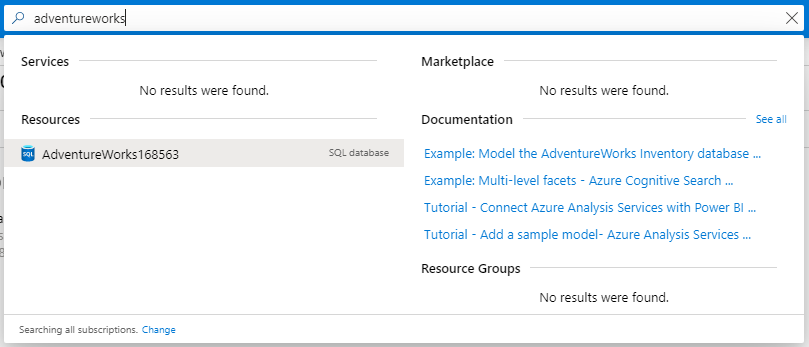 adventureworks
Services
No results were found.
Resources
SQL
AdventureWorks168563
SQL database
Marketplace
No results were found.
Documentation
See all
Example: Model the AdventureWorks Inventory database ...
Example: Multi-level facets - Azure Cognitive Search ...
Tutorial - Connect Azure Analysis Services with Power BI ...
Tutorial - Add a sample model- Azure Analysis Services ...
Resource Groups
No results were found.
Searching all subscriptions. Change